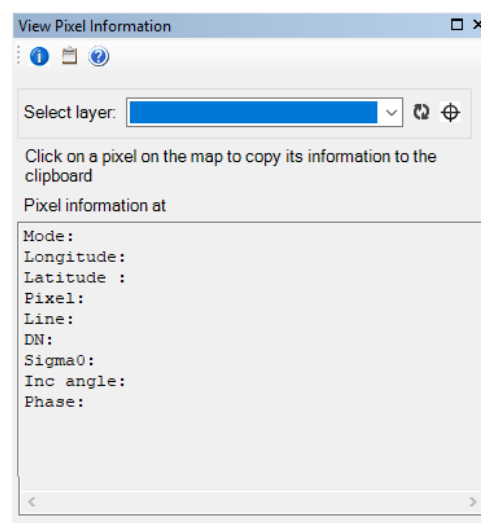 View Pixel Information
Select layer:
Click on a pixel on the map to copy its information to the
clipboard
Pixel information at
Mode:
Longitude:
Latitude :
Pixel:
Line:
DN:
Sigma0:
Inc angle:
Phase: